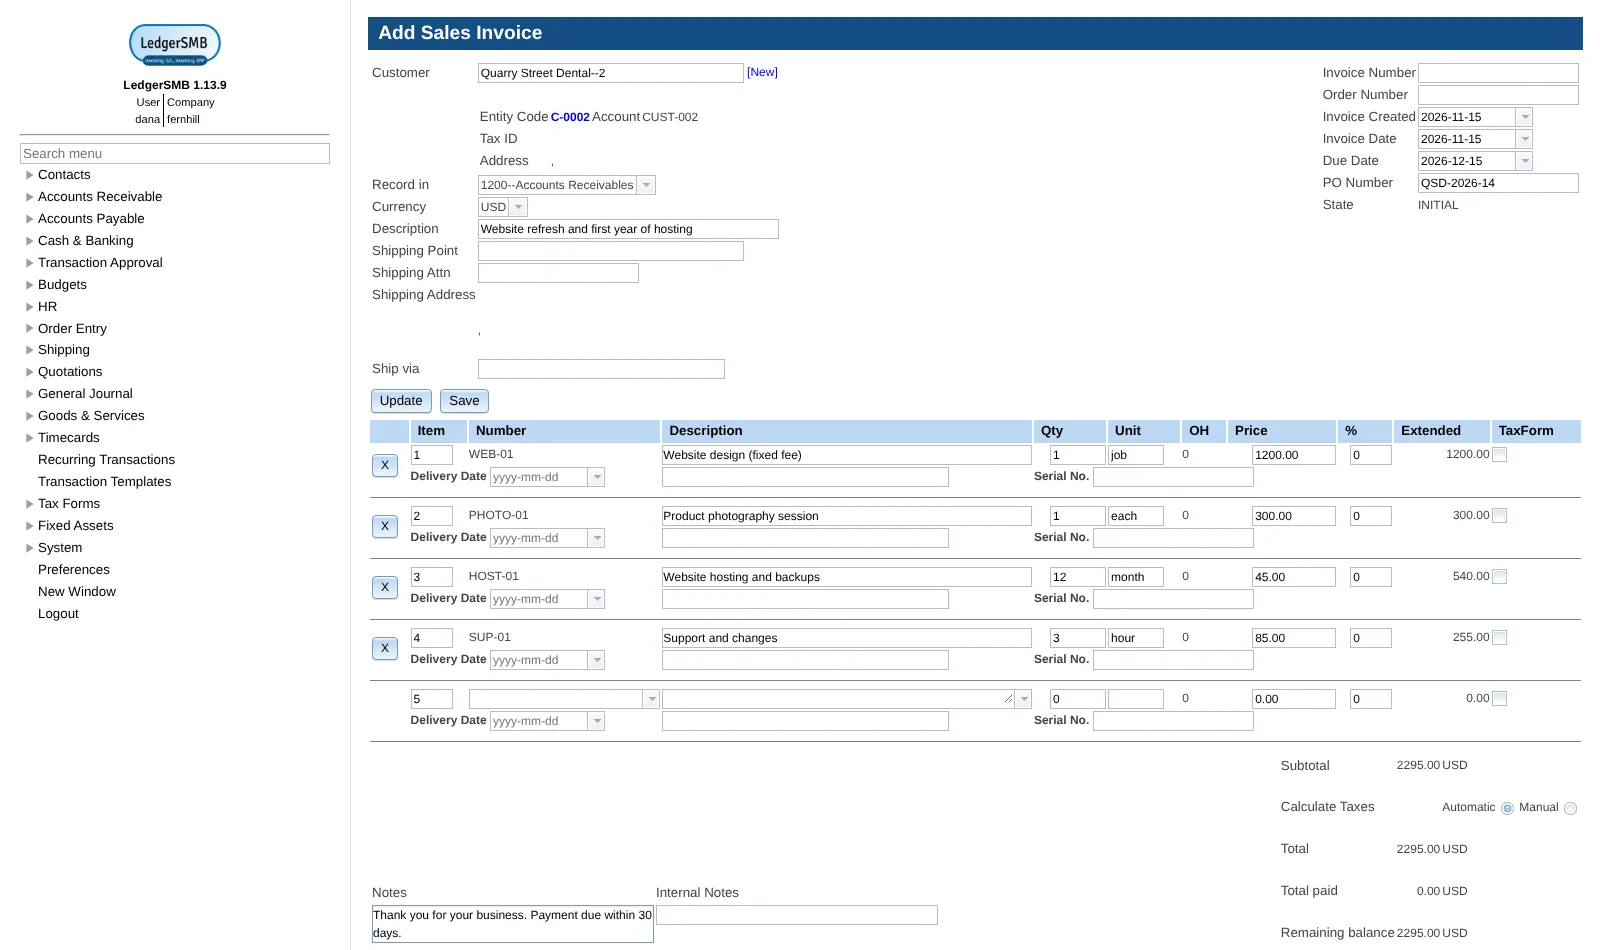 LedgerSMB
Invoicing, G/L, Inventory, ERP
LedgerSMB 1.13.9
User Company
dana fernhill
Search menu
Contacts
Accounts Receivable
Accounts Payable
Cash & Banking
Transaction Approval
Budgets
HR
Order Entry
Shipping
Quotations
General Journal
Goods & Services
Timecards
Recurring Transactions
Transaction Templates
Tax Forms
Fixed Assets
System
Preferences
New Window
Logout
Add Sales Invoice
Customer Quarry Street Dental--2 [New]
Entity Code C-0002 Account CUST-002
Tax ID
Address ,
Record in 1200--Accounts Receivables
Currency USD
Description Website refresh and first year of hosting
Shipping Point
Shipping Attn
Shipping Address
,
Ship via
Invoice Number
Order Number
Invoice Created 2026-11-15
Invoice Date 2026-11-15
Due Date 2026-12-15
PO Number QSD-2026-14
State INITIAL
Update Save
Item Number Description Qty Unit OH Price % Extended TaxForm
X 1 WEB-01 Website design (fixed fee) 1 job 0 1200.00 0 1200.00
Delivery Date yyyy-mm-dd Serial No.
X 2 PHOTO-01 Product photography session 1 each 0 300.00 0 300.00
Delivery Date yyyy-mm-dd Serial No.
X 3 HOST-01 Website hosting and backups 12 month 0 45.00 0 540.00
Delivery Date yyyy-mm-dd Serial No.
X 4 SUP-01 Support and changes 3 hour 0 85.00 0 255.00
Delivery Date yyyy-mm-dd Serial No.
5 0 0 0.00 0 0.00
Delivery Date yyyy-mm-dd Serial No.
Subtotal 2295.00 USD
Calculate Taxes Automatic Manual
Total 2295.00 USD
Total paid 0.00 USD
Remaining balance 2295.00 USD
Notes Internal Notes
Thank you for your business. Payment due within 30
days.